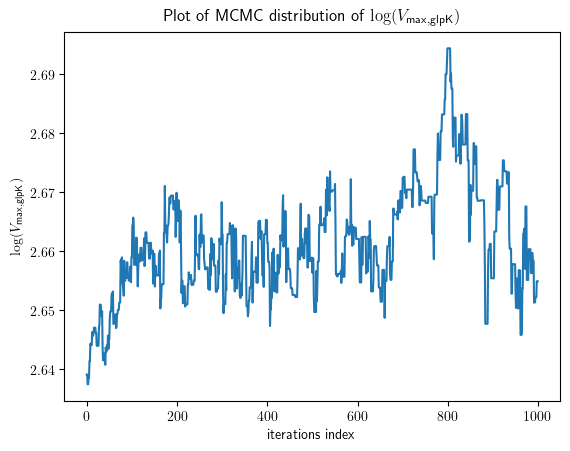 Plot of MCMC distribution of log(V_max,glpK)
log(V_max,glpK)
2.69
2.68
2.67
2.66
2.65
2.64
0 200 400 600 800 1000
iterations index